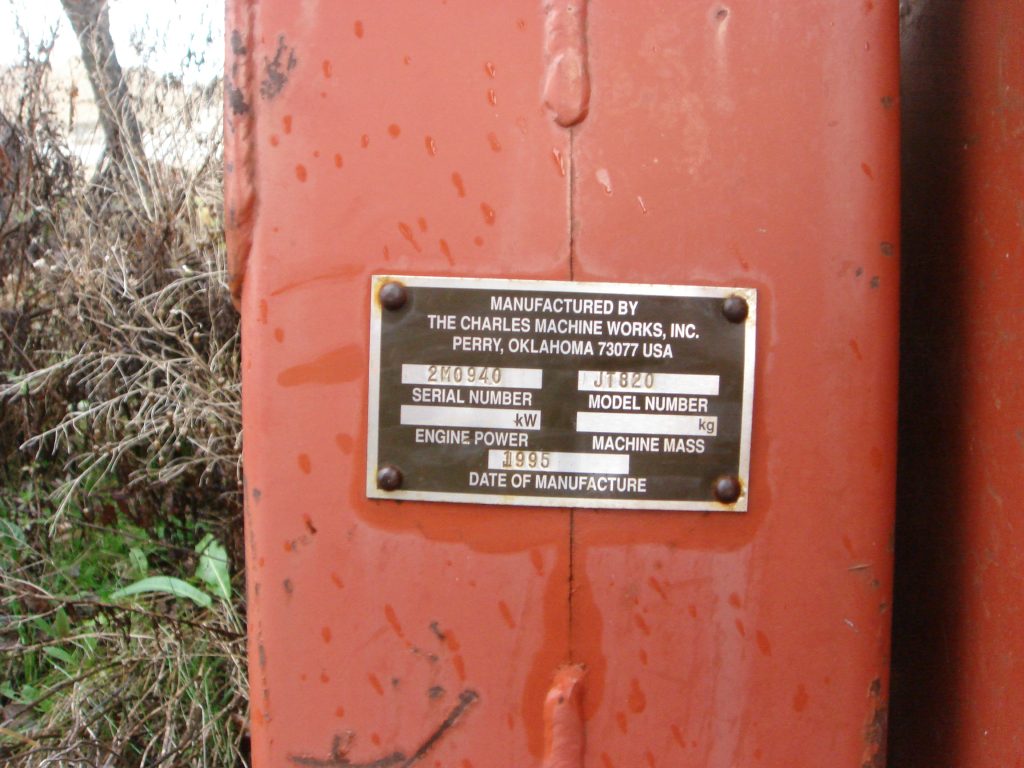 MANUFACTURED BY
THE CHARLES MACHINE WORKS, INC.
PERRY, OKLAHOMA 73077 USA
2M0940 JT820
SERIAL NUMBER MODEL NUMBER
kW kg
ENGINE POWER MACHINE MASS
1995
DATE OF MANUFACTURE